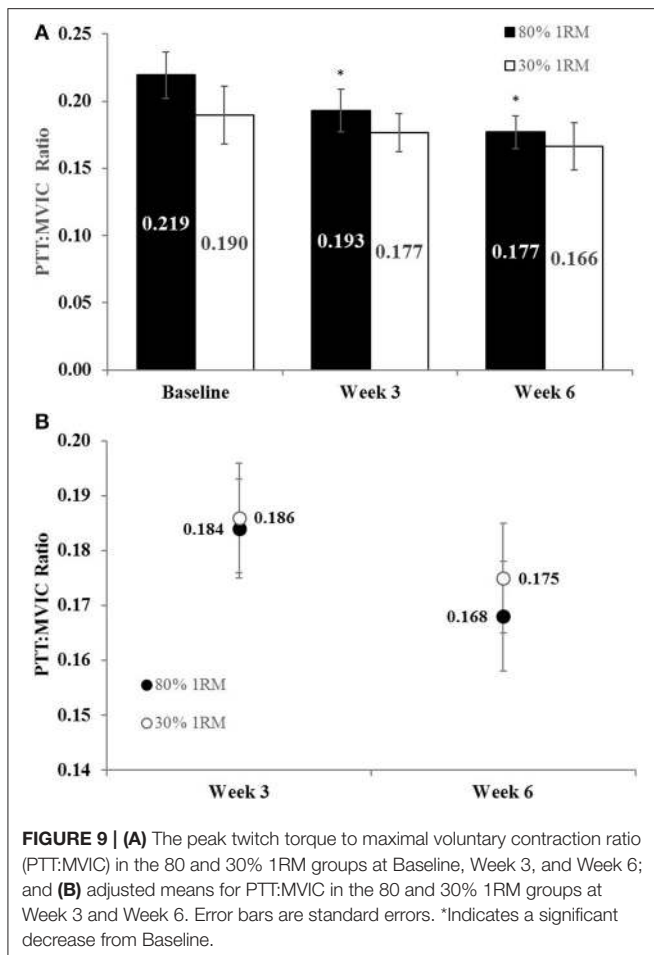 A
0.25
0.20
0.15
0.10
0.05
0.00
PTT:MVIC Ratio
80% 1RM
30% 1RM
*
*
0.219
0.190
0.193
0.177
0.177
0.166
Baseline
Week 3
Week 6
B
0.20
0.19
0.18
0.17
0.16
0.15
0.14
PTT:MVIC Ratio
0.184
0.186
0.168
0.175
80% 1RM
30% 1RM
Week 3
Week 6
FIGURE 9 | (A) The peak twitch torque to maximal voluntary contraction ratio
(PTT:MVIC) in the 80 and 30% 1RM groups at Baseline, Week 3, and Week 6;
and (B) adjusted means for PTT:MVIC in the 80 and 30% 1RM groups at
Week 3 and Week 6. Error bars are standard errors. *Indicates a significant
decrease from Baseline.